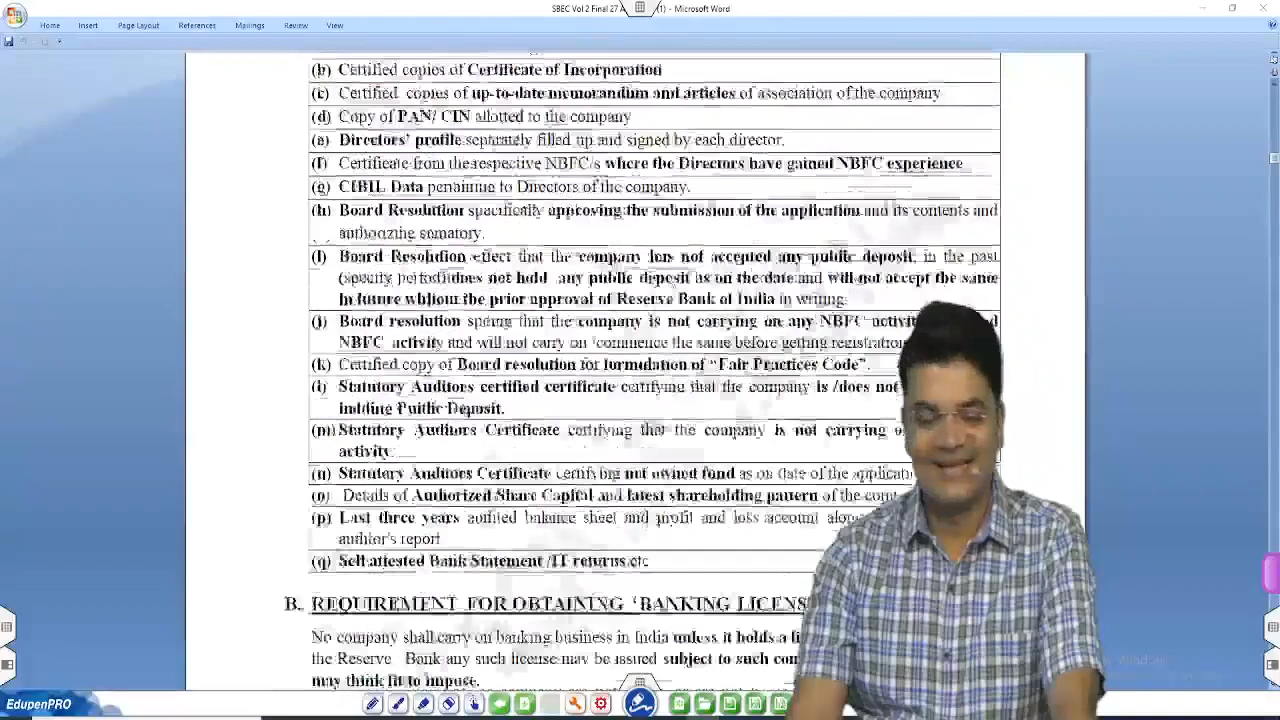 SBEC Vol 2 Final 27 (1) - Microsoft Word
Home Insert Page Layout References Mailings Review View
(b) Certified copies of Certificate of Incorporation
(c) Certified copies of up-to-date memorandum and articles of association of the company
(d) Copy of PAN/ CIN allotted to the company
(e) Directors' profile separately filled up and signed by each director.
(f) Certificate from the respective NBFC/s where the Directors have gained NBFC experience
(g) CIBIL Data pertaining to Directors of the company.
(h) Board Resolution specifically approving the submission of the application and its contents and
authorizing signatory.
(i) Board Resolution effect that the company has not accepted any public deposit, in the past
(specify period) does not hold any public deposit as on the date and will not accept the same
in future without the prior approval of Reserve Bank of India in writing.
(j) Board resolution that the company is not carrying on any NBFC
NBFC activity and will not carry on commence the same before getting registration
(k) Certified copy of Board resolution for formulation of "Fair Practices Code".
Statutory Auditors certified certificate certifying that the company is /does not
holding Public Deposit.
(m) Statutory Auditors Certificate certifying that the company is not carrying
activity.
(n) Statutory Auditors Certificate certifying net owned fund as on date of the
(o) Details of Authorized Share Capital and latest shareholding pattern of the
(p) Last three years audited balance sheet and profit and loss account
auditor's report
(q) Self attested Bank Statement /IT returns etc
B. REQUIREMENT FOR OBTAINING 'BANKING
No company shall carry on banking business in India unless it holds a
the Reserve Bank any such license may be issued subject to such
may think fit to impose.
EdupenPRO